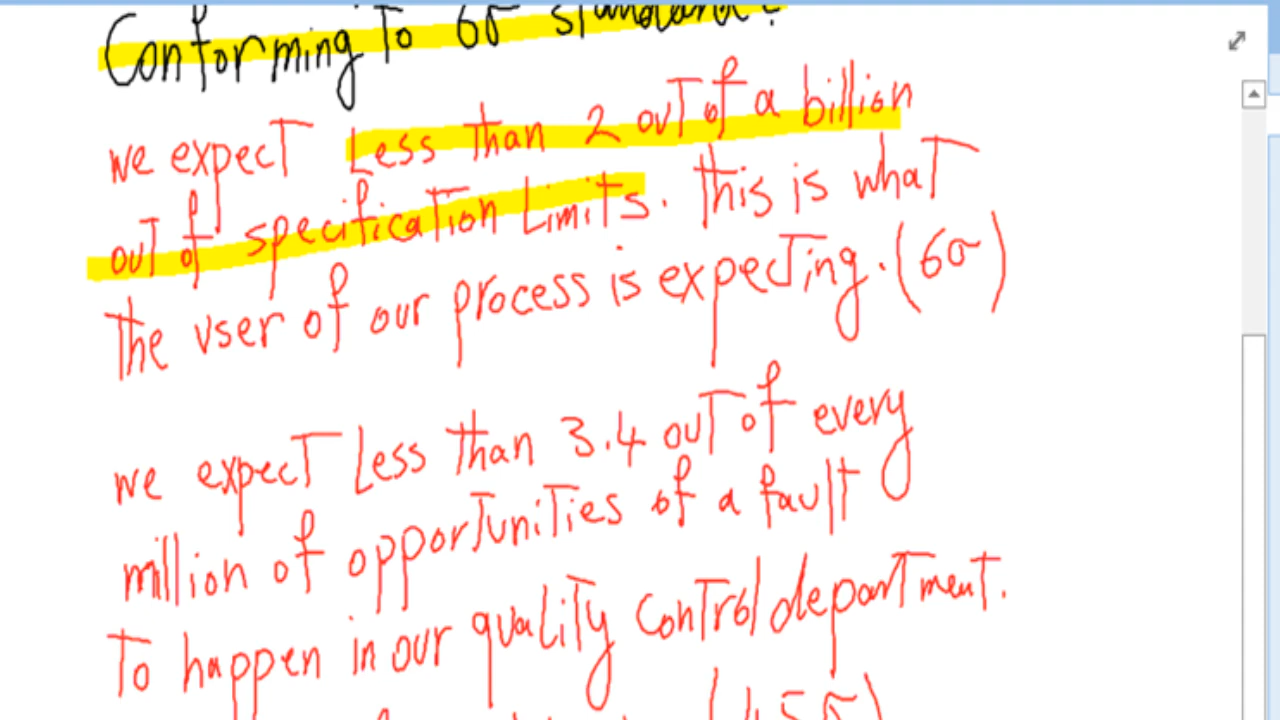 Conforming to 6σ standard?
we expect Less than 2 out of a billion
out of specification Limits. This is what
the user of our process is expecting. (6σ)
we expect Less than 3.4 out of every
million of opportunities of a fault
To happen in our quality control department.
(4.5σ)